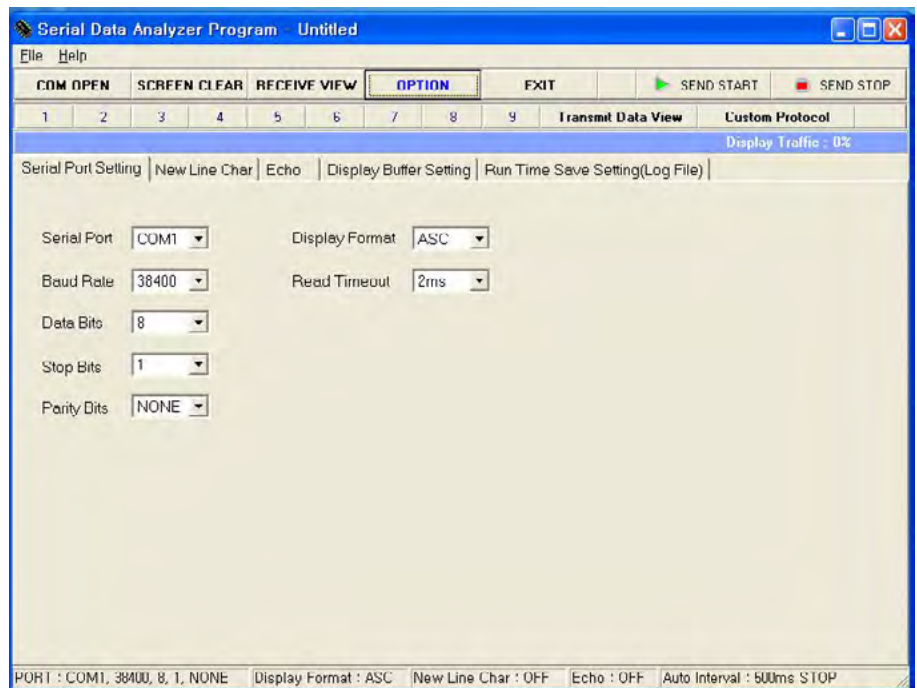 Serial Data Analyzer Program - Untitled
File Help
COM OPEN SCREEN CLEAR RECEIVE VIEW OPTION EXIT SEND START SEND STOP
1 2 3 4 5 6 7 8 9 Transmit Data View Custom Protocol
Display Traffic : 0%
Serial Port Setting New Line Char Echo Display Buffer Setting Run Time Save Setting(Log File)
Serial Port COM1 Display Format ASC
Baud Rate 38400 Read Timeout 2ms
Data Bits 8
Stop Bits 1
Parity Bits NONE
PORT : COM1, 38400, 8, 1, NONE Display Format : ASC New Line Char : OFF Echo : OFF Auto Interval : 500ms STOP